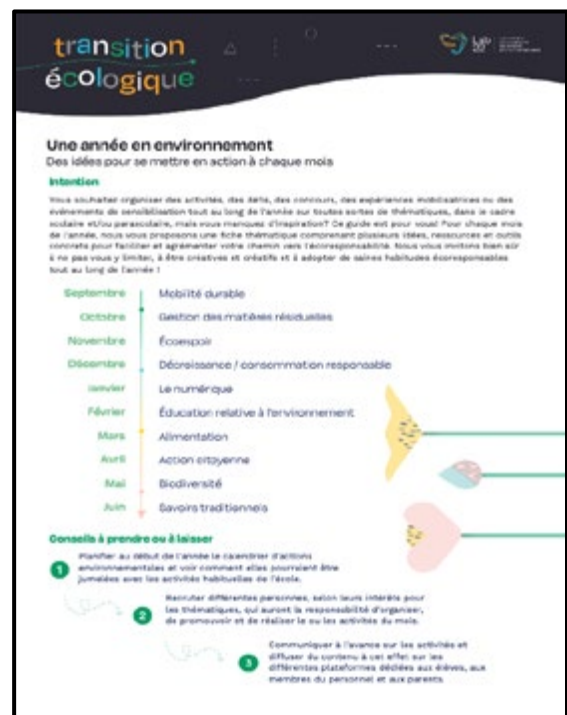 transition
écologique
Une année en environnement
Des idées pour se mettre en action à chaque mois
Intention
Vous souhaitez organiser des activités, des défis, des concours, des expériences mobilisatrices ou des
événements de sensibilisation tout au long de l'année sur toutes sortes de thématiques, dans le cadre
scolaire et/ou parascolaire, mais vous manquez d'inspiration? Ce guide est pour vous! Pour chaque mois
de l'année, nous vous proposons une fiche thématique comprenant plusieurs idées, ressources et outils
concrets pour faciliter et agrémenter votre chemin vers l'écoresponsabilité. Nous vous invitons bien sûr
à ne pas vous y limiter, à être créatives et créatifs et à adopter de saines habitudes écoresponsables
tout au long de l'année !
Septembre Mobilité durable
Octobre Gestion des matières résiduelles
Novembre Écoespoir
Décembre Décroissance / consommation responsable
Janvier Le numérique
Février Éducation relative à l'environnement
Mars Alimentation
Avril Action citoyenne
Mai Biodiversité
Juin Savoirs traditionnels
Conseils à prendre ou à laisser
1 Planifier au début de l'année le calendrier d'actions
environnementales et voir comment elles pourraient être
jumelées avec les activités habituelles de l'école.
2 Recruter différentes personnes, selon leurs intérêts pour
les thématiques, qui auront la responsabilité d'organiser,
de promouvoir et de réaliser le ou les activités du mois.
3 Communiquer à l'avance sur les activités et
diffuser du contenu à cet effet sur les
différentes plateformes dédiées aux élèves, aux
membres du personnel et aux parents.